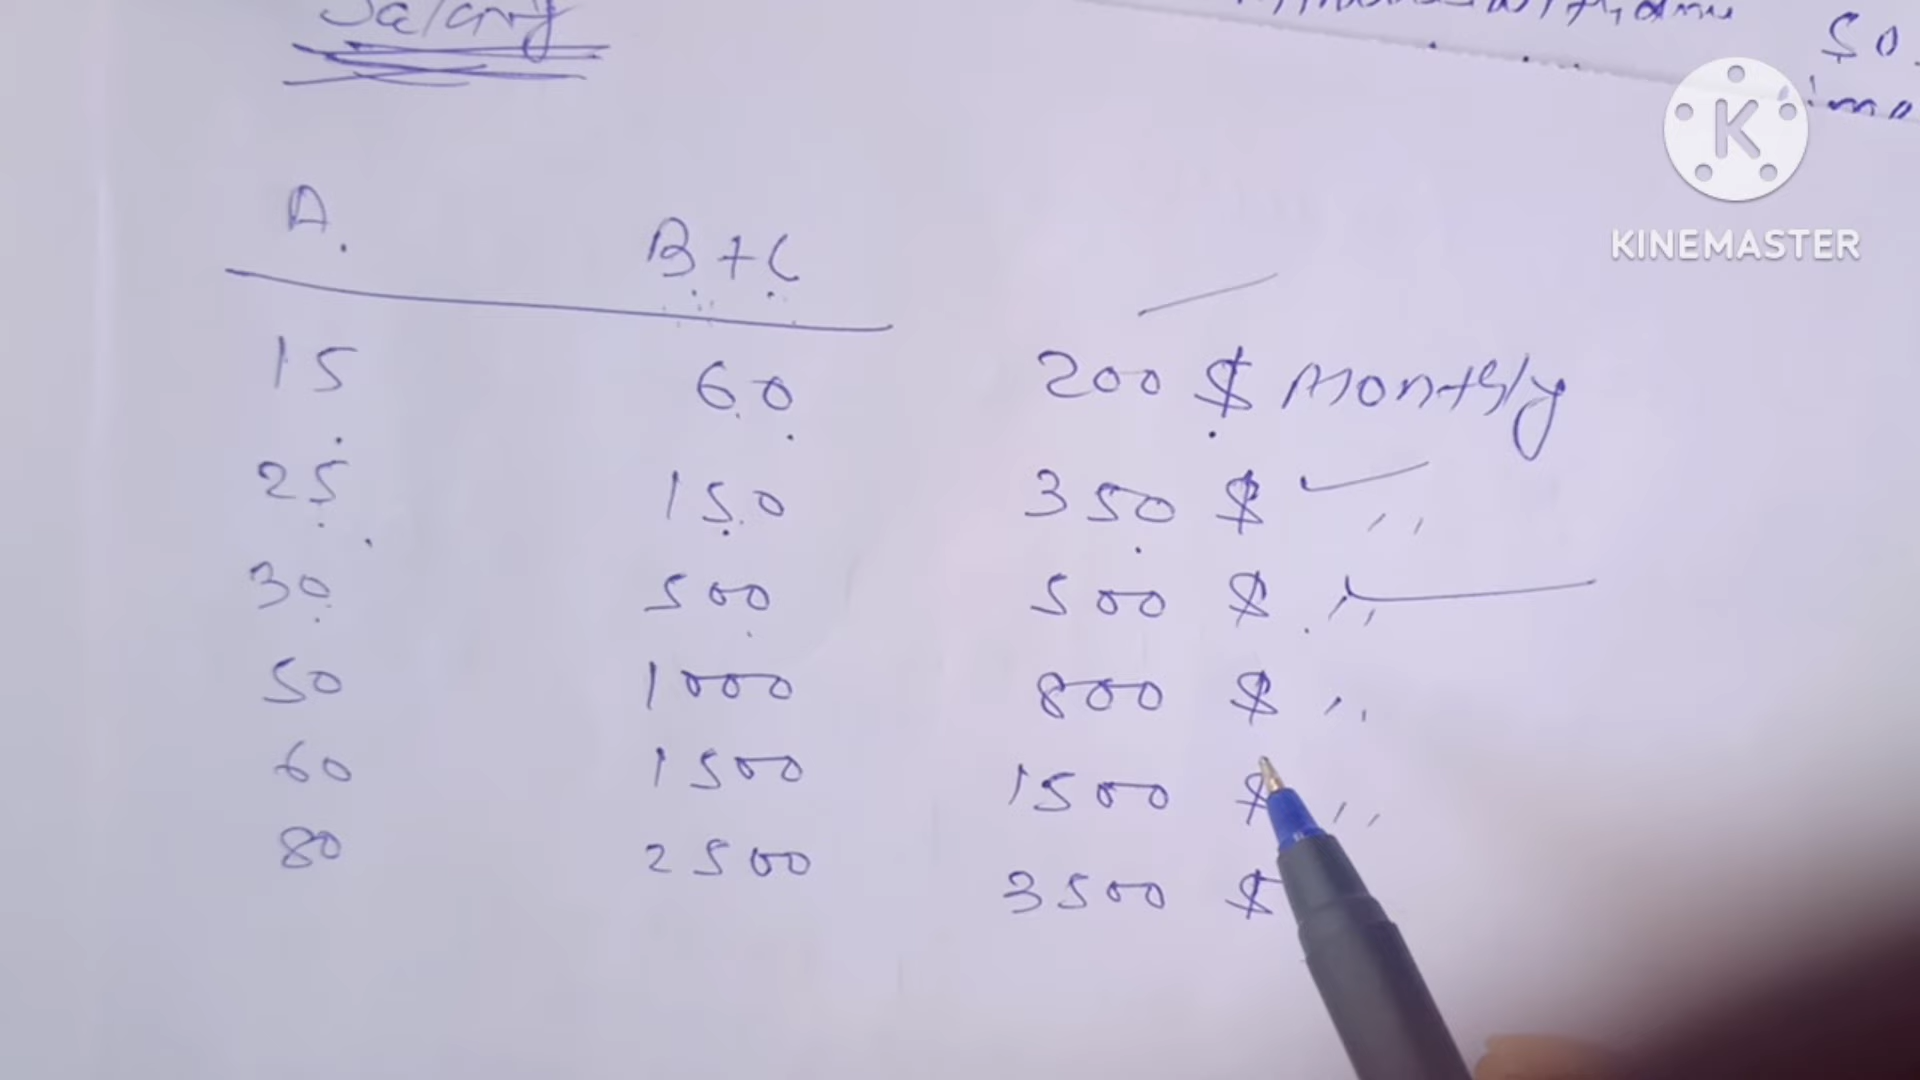 Salary
50
KINEMASTER
A. B+C
15 60 200 $ Monthly
25 150 350 $ ,,
30 500 500 $ ,,
50 1000 800 $ ,,
60 1500 1500 $ ,,
80 2500 3500 $